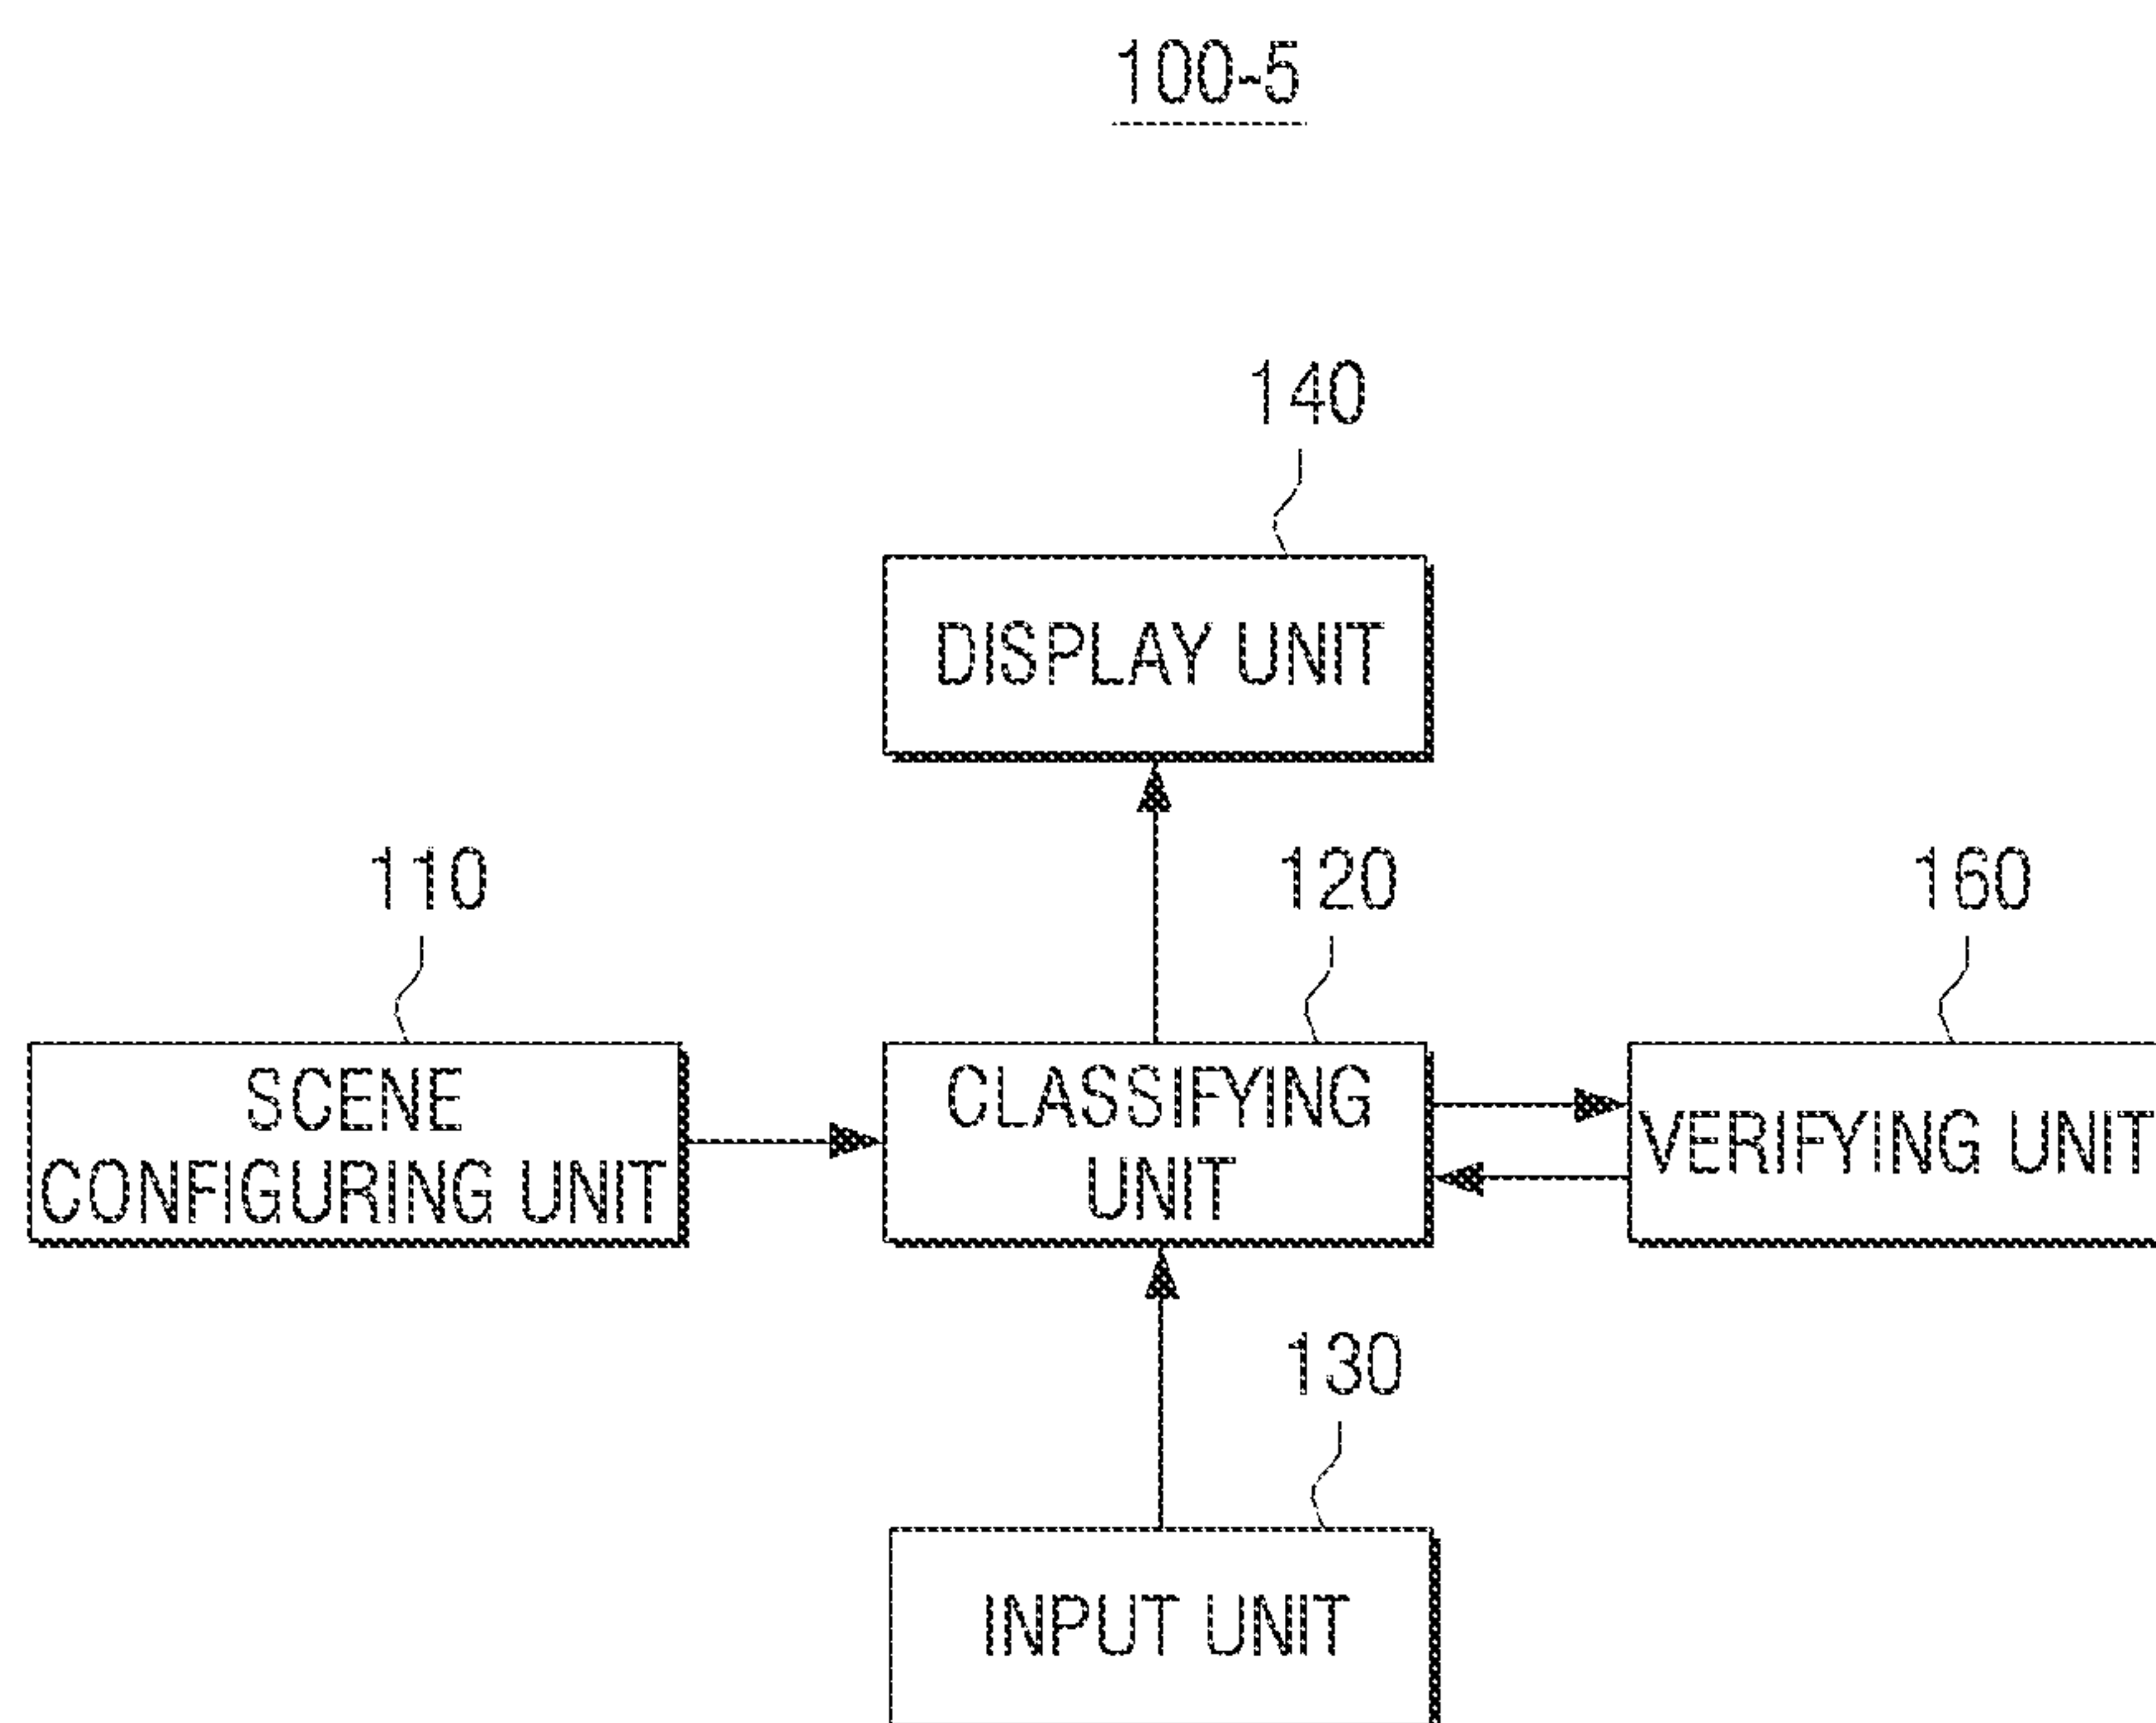 100-5
140
DISPLAY UNIT
110
120
160
SCENE
CONFIGURING UNIT
CLASSIFYING
UNIT
VERIFYING UNIT
130
INPUT UNIT